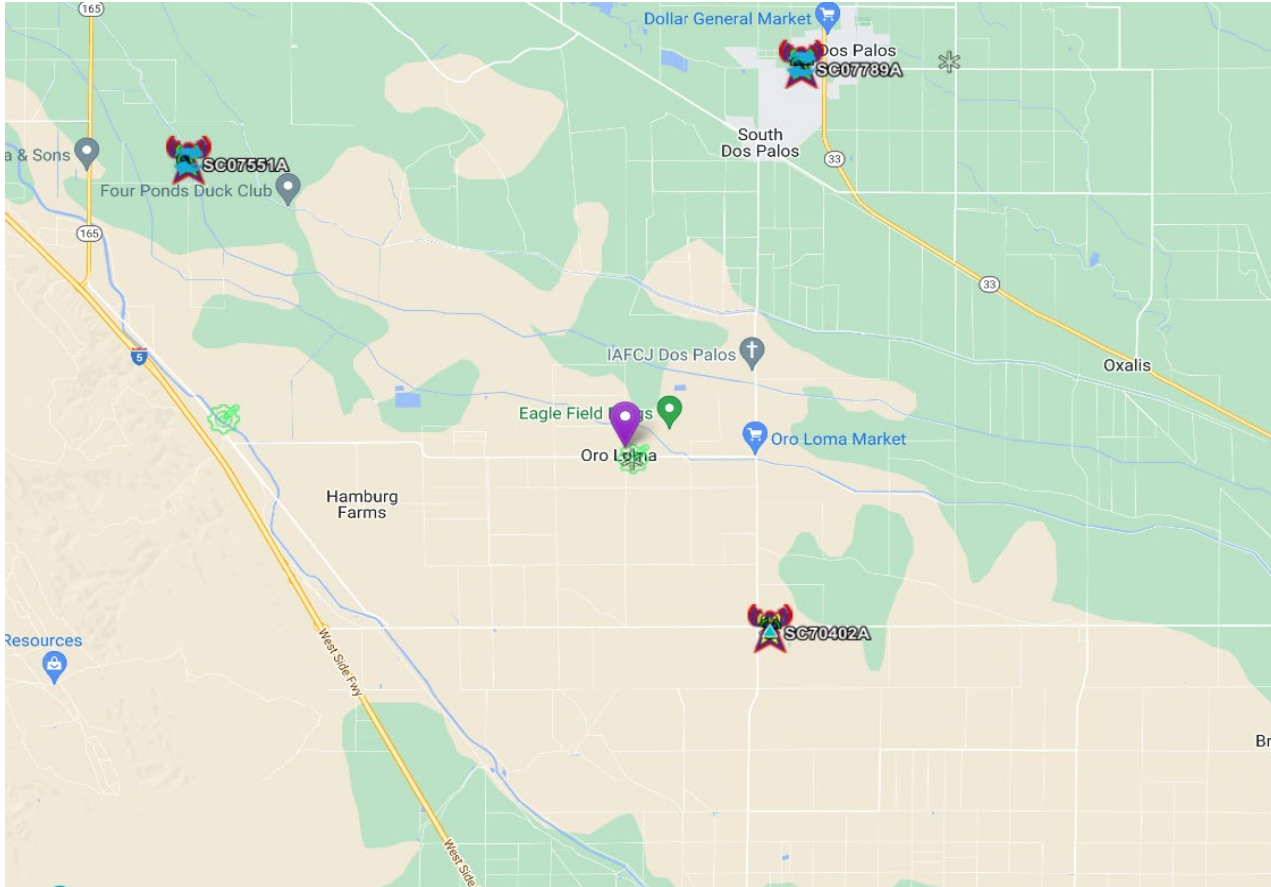 165
Dollar General Market
Dos Palos
SC07789A
South
Dos Palos
a & Sons
SC07551A
33
Four Ponds Duck Club
165
33
5
IAFCJ Dos Palos
Oxalis
Eagle Field
Oro Loma Market
Oro Loma
Hamburg
Farms
SC70402A
Resources
West Side Fwy
Br
West Side